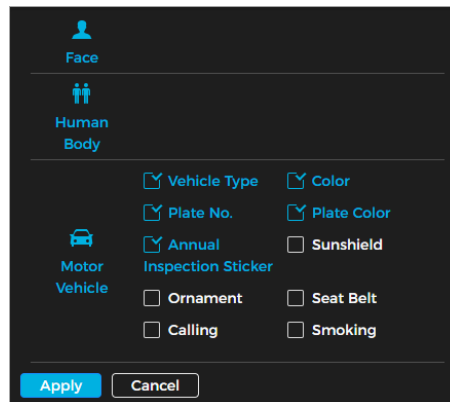 Face
Human
Body
Vehicle Type
Color
Plate No.
Plate Color
Annual
Inspection Sticker
Sunshield
Motor
Vehicle
Ornament
Seat Belt
Calling
Smoking
Apply
Cancel